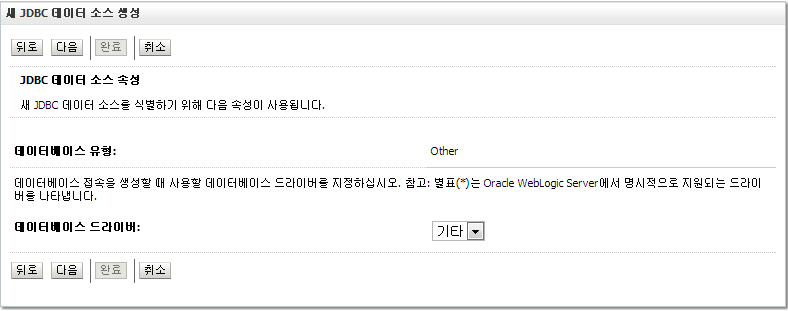 새 JDBC 데이터 소스 생성
뒤로 다음 완료 취소
JDBC 데이터 소스 속성
새 JDBC 데이터 소스를 식별하기 위해 다음 속성이 사용됩니다.
데이터베이스 유형: Other
데이터베이스 접속을 생성할 때 사용할 데이터베이스 드라이버를 지정하십시오. 참고: 별표(*)는 Oracle WebLogic Server에서 명시적으로 지원되는 드라이
버를 나타냅니다.
데이터베이스 드라이버: 기타
뒤로 다음 완료 취소